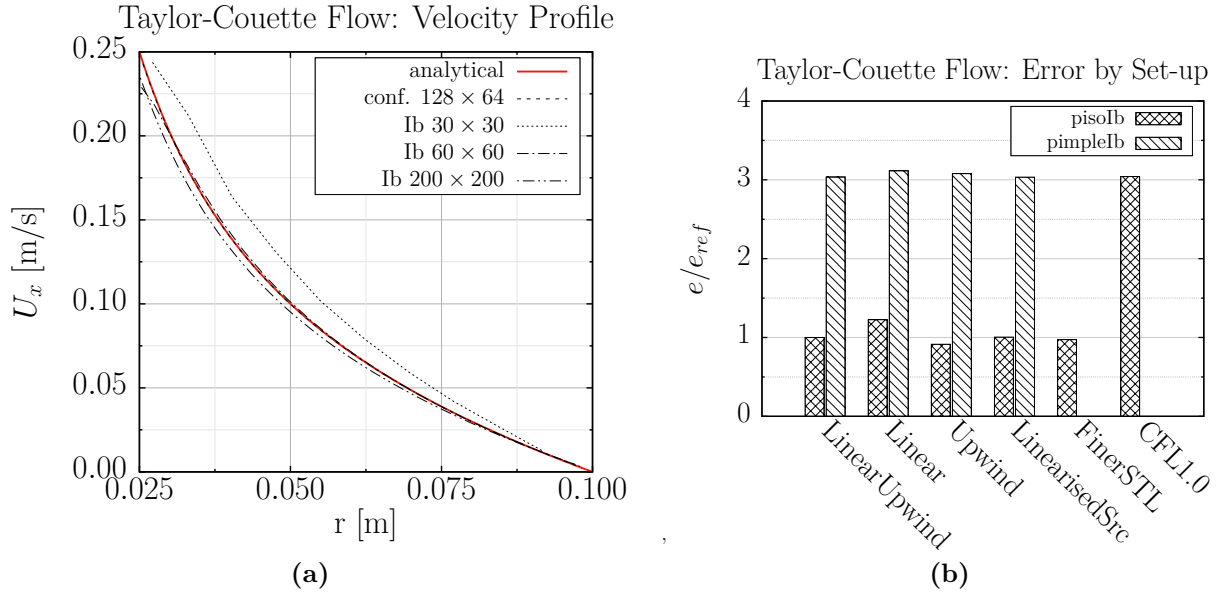 Taylor-Couette Flow: Velocity Profile
0.25
0.20
0.15
0.10
0.05
0.00
U_x [m/s]
analytical
conf. 128 × 64
Ib 30 × 30
Ib 60 × 60
Ib 200 × 200
0.025 0.050 0.075 0.100
r [m]
,
(a)
Taylor-Couette Flow: Error by Set-up
4
3
2
1
0
e/e_ref
pisoIb
pimpleIb
LinearUpwind
Linear
Upwind
LinearisedSrc
FinerSTL
CFL1.0
(b)